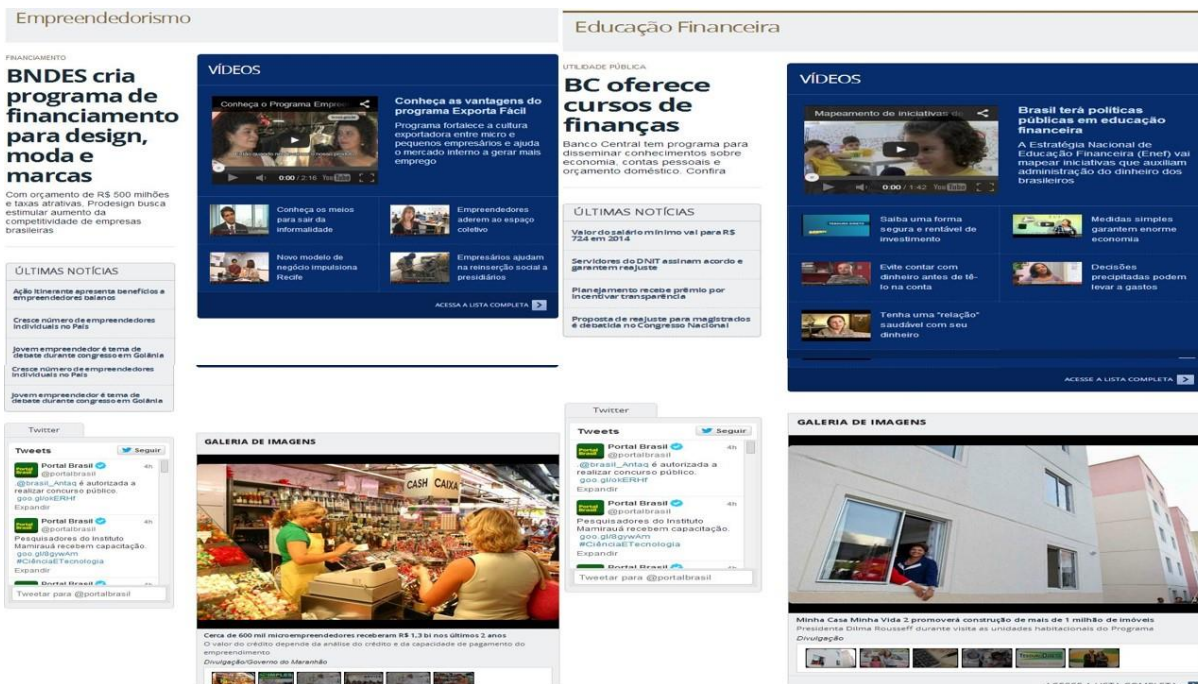 Empreendedorismo
FINANCIAMENTO
BNDES cria
programa de
financiamento
para design,
moda e
marcas
Com orçamento de R$ 500 milhões
e taxas atrativas, Prodesign busca
estimular aumento da
competitividade de empresas
brasileiras
ÚLTIMAS NOTÍCIAS
Ação itinerante apresenta benefícios a
empreendedores baianos
Cresce número de empreendedores
individuais no País
Jovem empreendedor é tema de
debate durante congresso em Goiânia
Cresce número de empreendedores
individuais no País
Jovem empreendedor é tema de
debate durante congresso em Goiânia
Twitter
Tweets
Seguir
Portal Brasil
4h
@portalbrasil
.@brasil_Antaq é autorizada a
realizar concurso público.
goo.gl/okERHf
Expandir
Portal Brasil
4h
@portalbrasil
Pesquisadores do Instituto
Mamirauá recebem capacitação.
goo.gl/8gywAm
#CiênciaETecnologia
Expandir
Portal Brasil
4h
Tweetar para @portalbrasil
VÍDEOS
Conheça o Programa Empre
0:00 / 2:16 YouTube
Conheça as vantagens do
programa Exporta Fácil
Programa fortalece a cultura
exportadora entre micro e
pequenos empresários e ajuda
o mercado interno a gerar mais
emprego
Conheça os meios
para sair da
informalidade
Empreendedores
aderem ao espaço
coletivo
Novo modelo de
negócio impulsiona
Recife
Empresários ajudam
na reinserção social a
presidiários
ACESSA A LISTA COMPLETA
GALERIA DE IMAGENS
CASH CAIXA
Cerca de 600 mil microempreendedores receberam R$ 1,3 bi nos últimos 2 anos
O valor do crédito depende da análise do crédito e da capacidade de pagamento do
empreendimento
Divulgação/Governo do Maranhão
Educação Financeira
UTILIDADE PÚBLICA
BC oferece
cursos de
finanças
Banco Central tem programa para
disseminar conhecimentos sobre
economia, contas pessoais e
orçamento doméstico. Confira
ÚLTIMAS NOTÍCIAS
Valor do salário mínimo vai para R$
724 em 2014
Servidores do DNIT assinam acordo e
garantem reajuste
Planejamento recebe prêmio por
incentivar transparência
Proposta de reajuste para magistrados
é debatida no Congresso Nacional
Twitter
Tweets
Seguir
Portal Brasil
4h
@portalbrasil
.@brasil_Antaq é autorizada a
realizar concurso público.
goo.gl/okERHf
Expandir
Portal Brasil
4h
@portalbrasil
Pesquisadores do Instituto
Mamirauá recebem capacitação.
goo.gl/8gywAm
#CiênciaETecnologia
Expandir
Portal Brasil
Tweetar para @portalbrasil
VÍDEOS
Mapeamento de iniciativas de
0:00 / 1:42 YouTube
Brasil terá políticas
públicas em educação
financeira
A Estratégia Nacional de
Educação Financeira (Enef) vai
mapear iniciativas que auxiliam
administração do dinheiro dos
brasileiros
Saiba uma forma
segura e rentável de
investimento
Medidas simples
garantem enorme
economia
Evite contar com
dinheiro antes de tê-
lo na conta
Decisões
precipitadas podem
levar a gastos
Tenha uma "relação"
saudável com seu
dinheiro
ACESSE A LISTA COMPLETA
GALERIA DE IMAGENS
Minha Casa Minha Vida 2 promoverá construção de mais de 1 milhão de imóveis
Presidenta Dilma Rousseff durante visita as unidades habitacionais do Programa
Divulgação
ACESSE A LISTA COMPLETA